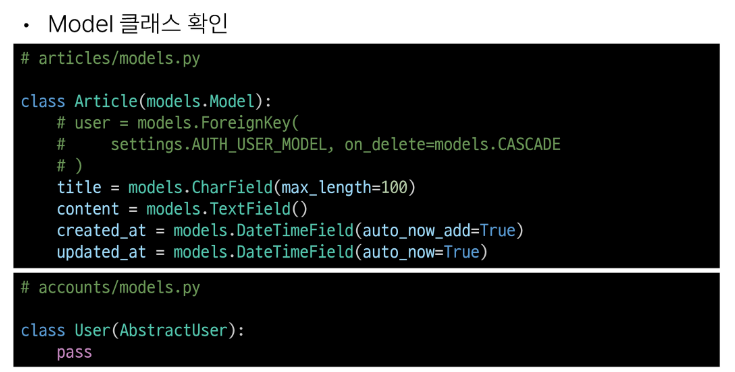 • Model 클래스 확인
# articles/models.py
class Article(models.Model):
    # user = models.ForeignKey(
    #     settings.AUTH_USER_MODEL, on_delete=models.CASCADE
    # )
    title = models.CharField(max_length=100)
    content = models.TextField()
    created_at = models.DateTimeField(auto_now_add=True)
    updated_at = models.DateTimeField(auto_now=True)
# accounts/models.py
class User(AbstractUser):
    pass